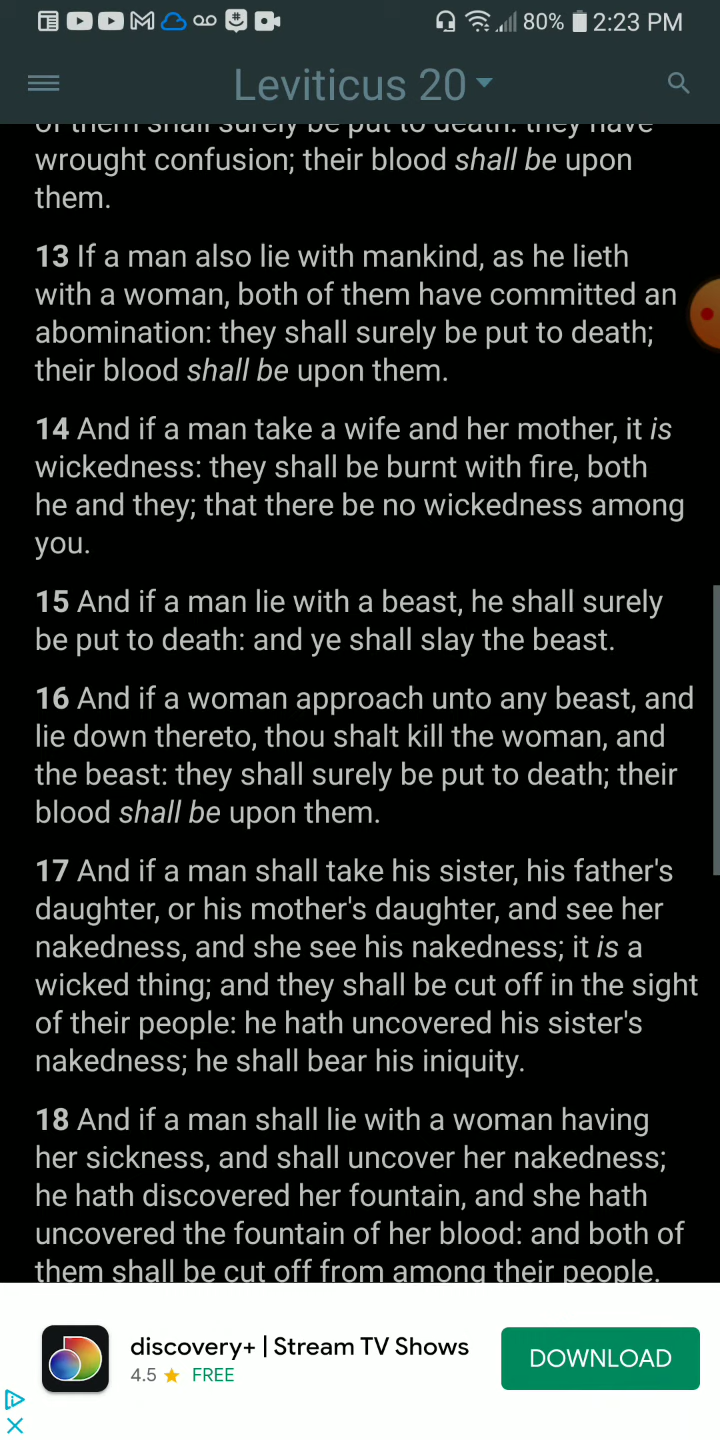 80% 2:23 PM
Leviticus 20
of them shall surely be put to death: they have
wrought confusion; their blood shall be upon
them.
13 If a man also lie with mankind, as he lieth
with a woman, both of them have committed an
abomination: they shall surely be put to death;
their blood shall be upon them.
14 And if a man take a wife and her mother, it is
wickedness: they shall be burnt with fire, both
he and they; that there be no wickedness among
you.
15 And if a man lie with a beast, he shall surely
be put to death: and ye shall slay the beast.
16 And if a woman approach unto any beast, and
lie down thereto, thou shalt kill the woman, and
the beast: they shall surely be put to death; their
blood shall be upon them.
17 And if a man shall take his sister, his father's
daughter, or his mother's daughter, and see her
nakedness, and she see his nakedness; it is a
wicked thing; and they shall be cut off in the sight
of their people: he hath uncovered his sister's
nakedness; he shall bear his iniquity.
18 And if a man shall lie with a woman having
her sickness, and shall uncover her nakedness;
he hath discovered her fountain, and she hath
uncovered the fountain of her blood: and both of
them shall be cut off from among their people.
discovery+ | Stream TV Shows
4.5 ★ FREE
DOWNLOAD